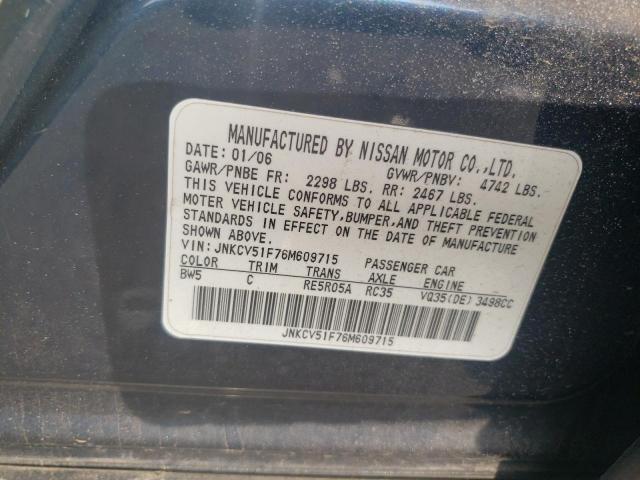 MANUFACTURED BY NISSAN MOTOR CO.,LTD.
DATE: 01/06 GVWR/PNBV: 4742 LBS.
GAWR/PNBE FR: 2298 LBS. RR: 2467 LBS.
THIS VEHICLE CONFORMS TO ALL APPLICABLE FEDERAL
MOTOR VEHICLE SAFETY,BUMPER,AND THEFT PREVENTION
STANDARDS IN EFFECT ON THE DATE OF MANUFACTURE
SHOWN ABOVE.
VIN: JNKCV51F76M609715 PASSENGER CAR
COLOR TRIM TRANS AXLE ENGINE
BW5 C RE5R05A RC35 VQ35(DE) 3498CC
JNKCV51F76M609715